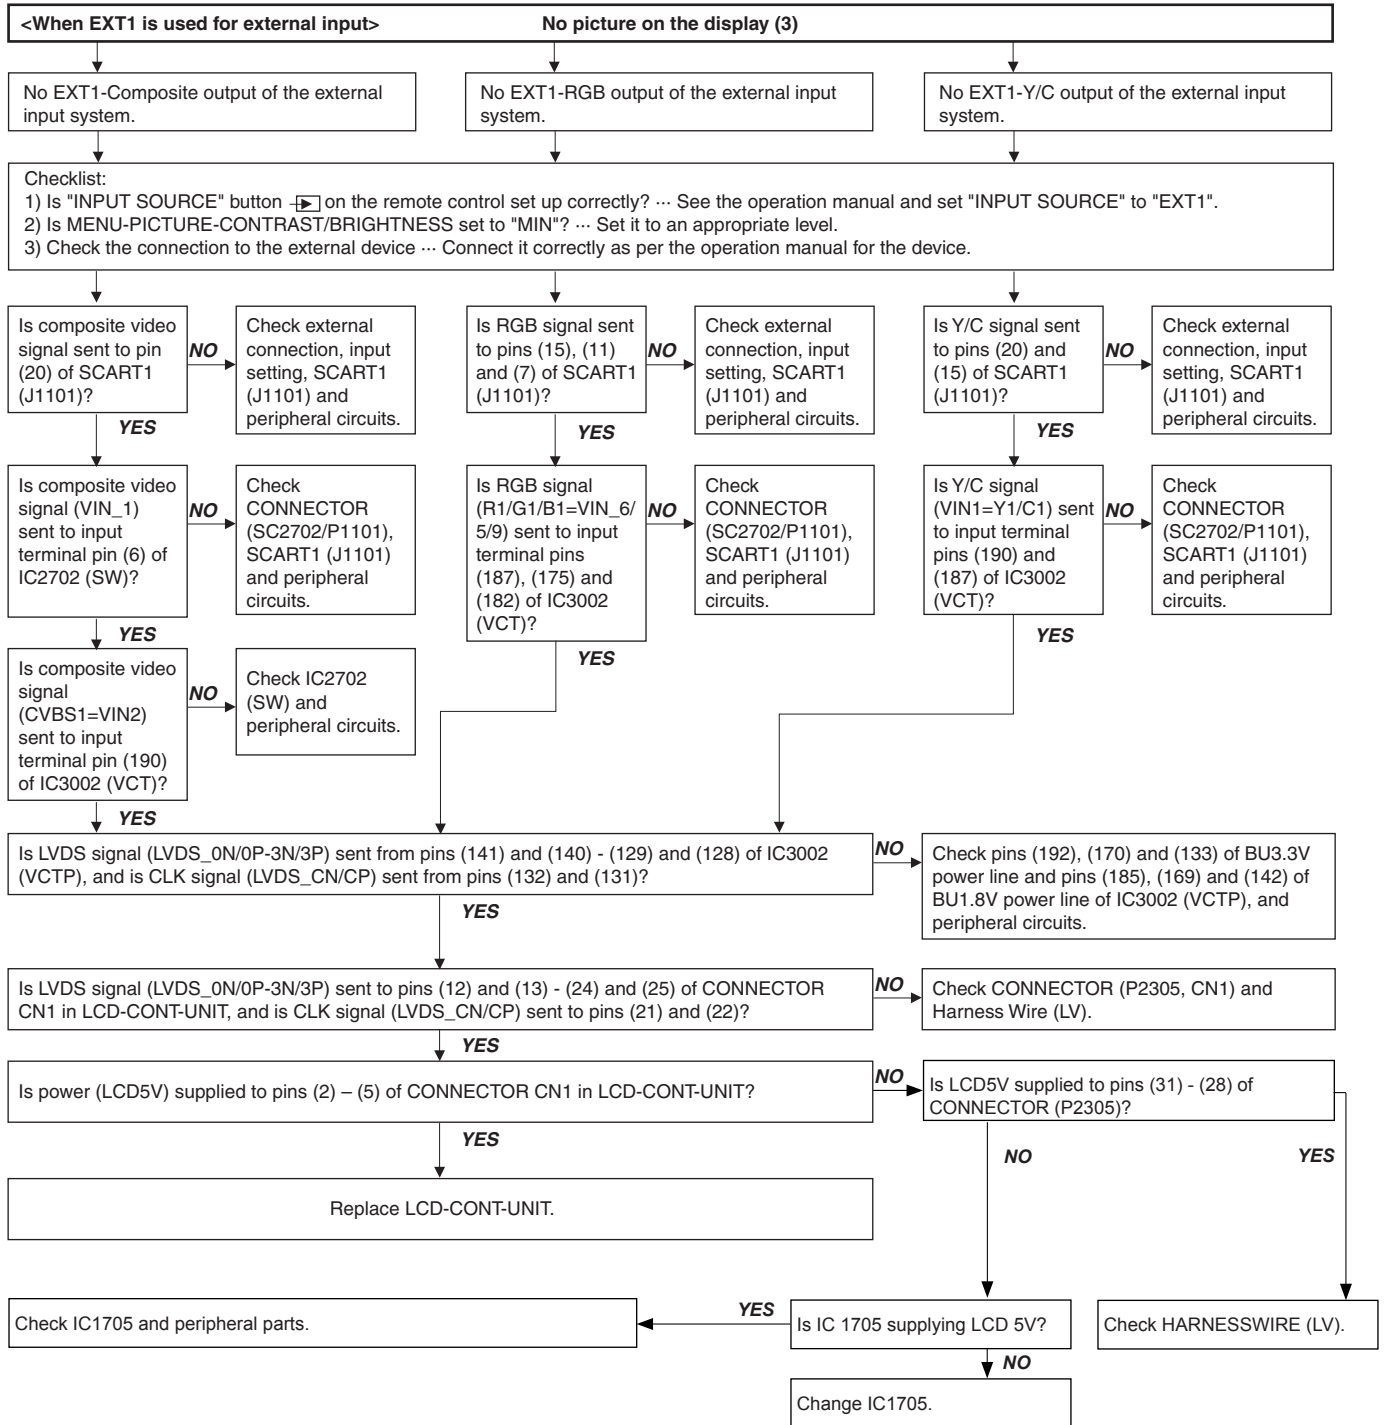 <When EXT1 is used for external input>
No picture on the display (3)
No EXT1-Composite output of the external
input system.
No EXT1-RGB output of the external input
system.
No EXT1-Y/C output of the external input
system.
Checklist:
1) Is "INPUT SOURCE" button on the remote control set up correctly? ··· See the operation manual and set "INPUT SOURCE" to "EXT1".
2) Is MENU-PICTURE-CONTRAST/BRIGHTNESS set to "MIN"? ··· Set it to an appropriate level.
3) Check the connection to the external device ··· Connect it correctly as per the operation manual for the device.
Is composite video
signal sent to pin
(20) of SCART1
(J1101)?
NO
Check external
connection, input
setting, SCART1
(J1101) and
peripheral circuits.
YES
Is RGB signal sent
to pins (15), (11)
and (7) of SCART1
(J1101)?
NO
Check external
connection, input
setting, SCART1
(J1101) and
peripheral circuits.
YES
Is Y/C signal sent
to pins (20) and
(15) of SCART1
(J1101)?
NO
Check external
connection, input
setting, SCART1
(J1101) and
peripheral circuits.
YES
Is composite video
signal (VIN_1)
sent to input
terminal pin (6) of
IC2702 (SW)?
NO
Check
CONNECTOR
(SC2702/P1101),
SCART1 (J1101)
and peripheral
circuits.
YES
Is RGB signal
(R1/G1/B1=VIN_6/
5/9) sent to input
terminal pins
(187), (175) and
(182) of IC3002
(VCT)?
NO
Check
CONNECTOR
(SC2702/P1101),
SCART1 (J1101)
and peripheral
circuits.
YES
Is Y/C signal
(VIN1=Y1/C1) sent
to input terminal
pins (190) and
(187) of IC3002
(VCT)?
NO
Check
CONNECTOR
(SC2702/P1101),
SCART1 (J1101)
and peripheral
circuits.
YES
Is composite video
signal
(CVBS1=VIN2)
sent to input
terminal pin (190)
of IC3002 (VCT)?
NO
Check IC2702
(SW) and
peripheral circuits.
YES
Is LVDS signal (LVDS_0N/0P-3N/3P) sent from pins (141) and (140) - (129) and (128) of IC3002
(VCTP), and is CLK signal (LVDS_CN/CP) sent from pins (132) and (131)?
NO
Check pins (192), (170) and (133) of BU3.3V
power line and pins (185), (169) and (142) of
BU1.8V power line of IC3002 (VCTP), and
peripheral circuits.
YES
Is LVDS signal (LVDS_0N/0P-3N/3P) sent to pins (12) and (13) - (24) and (25) of CONNECTOR
CN1 in LCD-CONT-UNIT, and is CLK signal (LVDS_CN/CP) sent to pins (21) and (22)?
NO
Check CONNECTOR (P2305, CN1) and
Harness Wire (LV).
YES
Is power (LCD5V) supplied to pins (2) – (5) of CONNECTOR CN1 in LCD-CONT-UNIT?
NO
Is LCD5V supplied to pins (31) - (28) of
CONNECTOR (P2305)?
YES
NO
YES
Replace LCD-CONT-UNIT.
Check IC1705 and peripheral parts.
YES
Is IC 1705 supplying LCD 5V?
Check HARNESSWIRE (LV).
NO
Change IC1705.